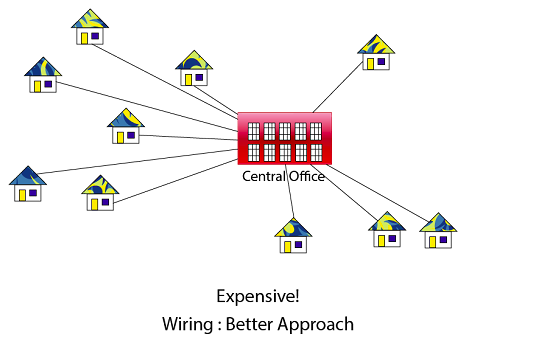 Central Office
Expensive!
Wiring : Better Approach